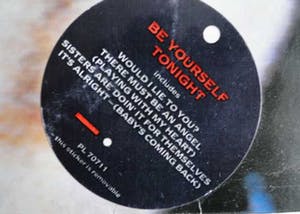 BE YOURSELF
TONIGHT
includes
WOULD I LIE TO YOU?
THERE MUST BE AN ANGEL
(PLAYING WITH MY HEART)
SISTERS ARE DOIN' IT FOR THEMSELVES
IT'S ALRIGHT - (BABY'S COMING BACK)
PL 70711
this sticker is removable